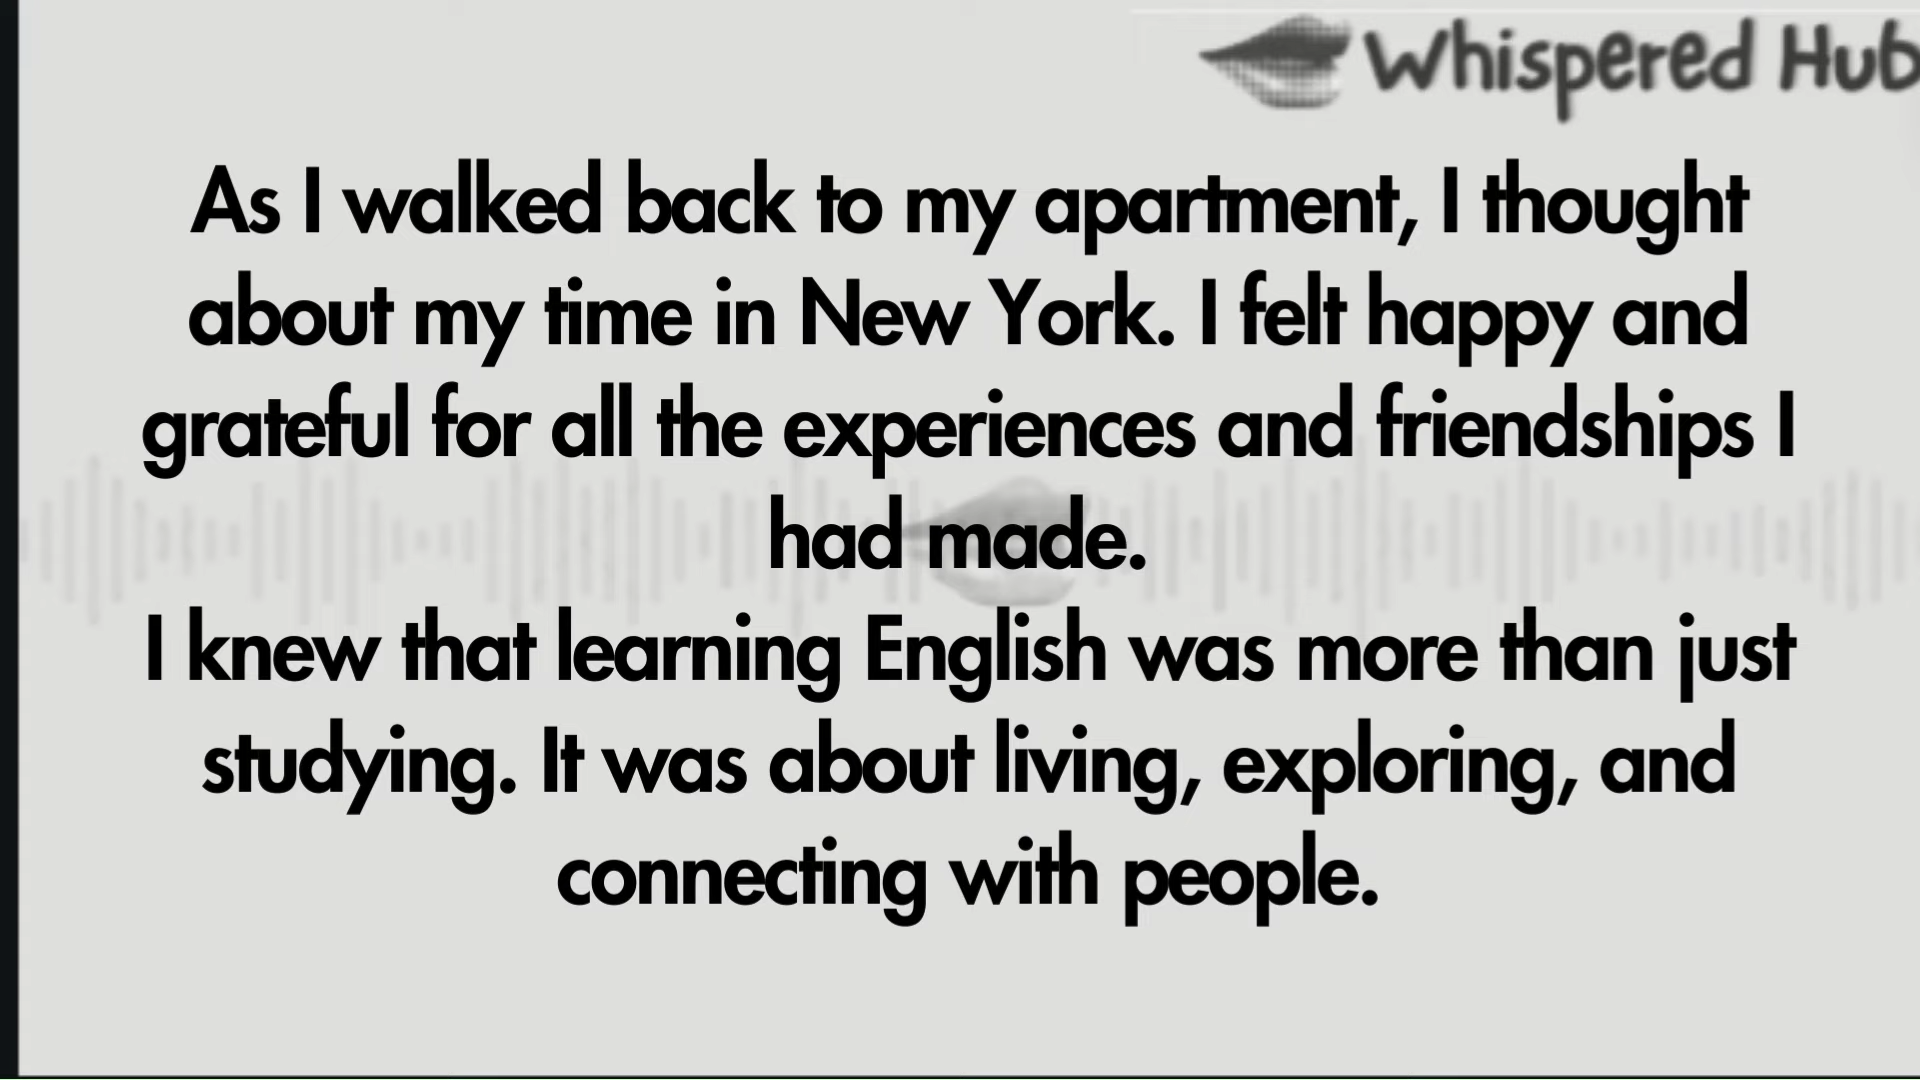 Whispered Hub
As I walked back to my apartment, I thought
about my time in New York. I felt happy and
grateful for all the experiences and friendships I
had made.
I knew that learning English was more than just
studying. It was about living, exploring, and
connecting with people.